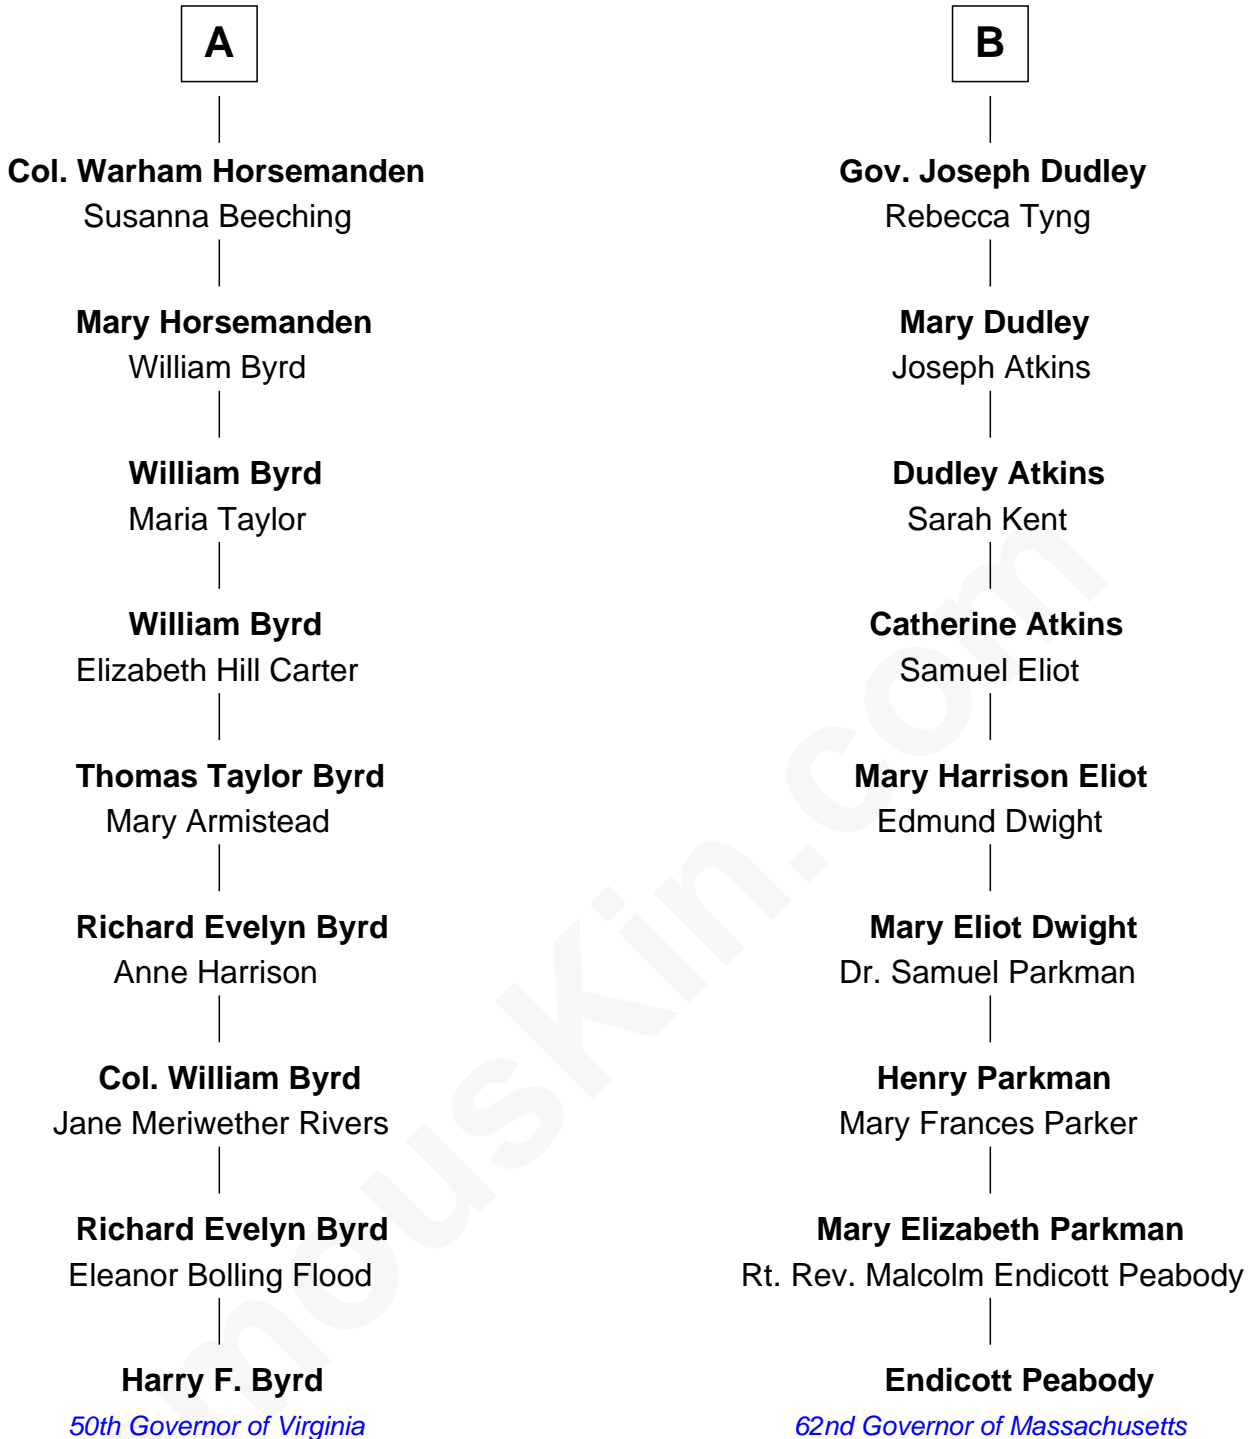 A
Col. Warham Horsemanden
Susanna Beeching
Mary Horsemanden
William Byrd
William Byrd
Maria Taylor
William Byrd
Elizabeth Hill Carter
Thomas Taylor Byrd
Mary Armistead
Richard Evelyn Byrd
Anne Harrison
Col. William Byrd
Jane Meriwether Rivers
Richard Evelyn Byrd
Eleanor Bolling Flood
Harry F. Byrd
50th Governor of Virginia
B
Gov. Joseph Dudley
Rebecca Tyng
Mary Dudley
Joseph Atkins
Dudley Atkins
Sarah Kent
Catherine Atkins
Samuel Eliot
Mary Harrison Eliot
Edmund Dwight
Mary Eliot Dwight
Dr. Samuel Parkman
Henry Parkman
Mary Frances Parker
Mary Elizabeth Parkman
Rt. Rev. Malcolm Endicott Peabody
Endicott Peabody
62nd Governor of Massachusetts
mousKin.com